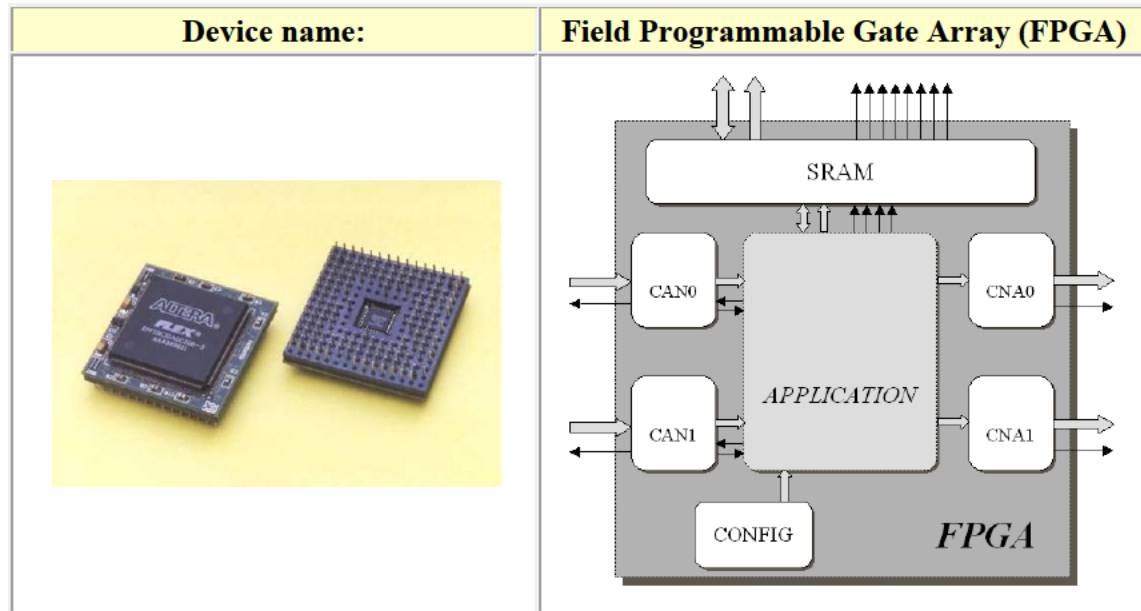 Device name:
Field Programmable Gate Array (FPGA)
ALTERA®
FLEX®
SRAM
CAN0
CNA0
APPLICATION
CAN1
CNA1
CONFIG
FPGA